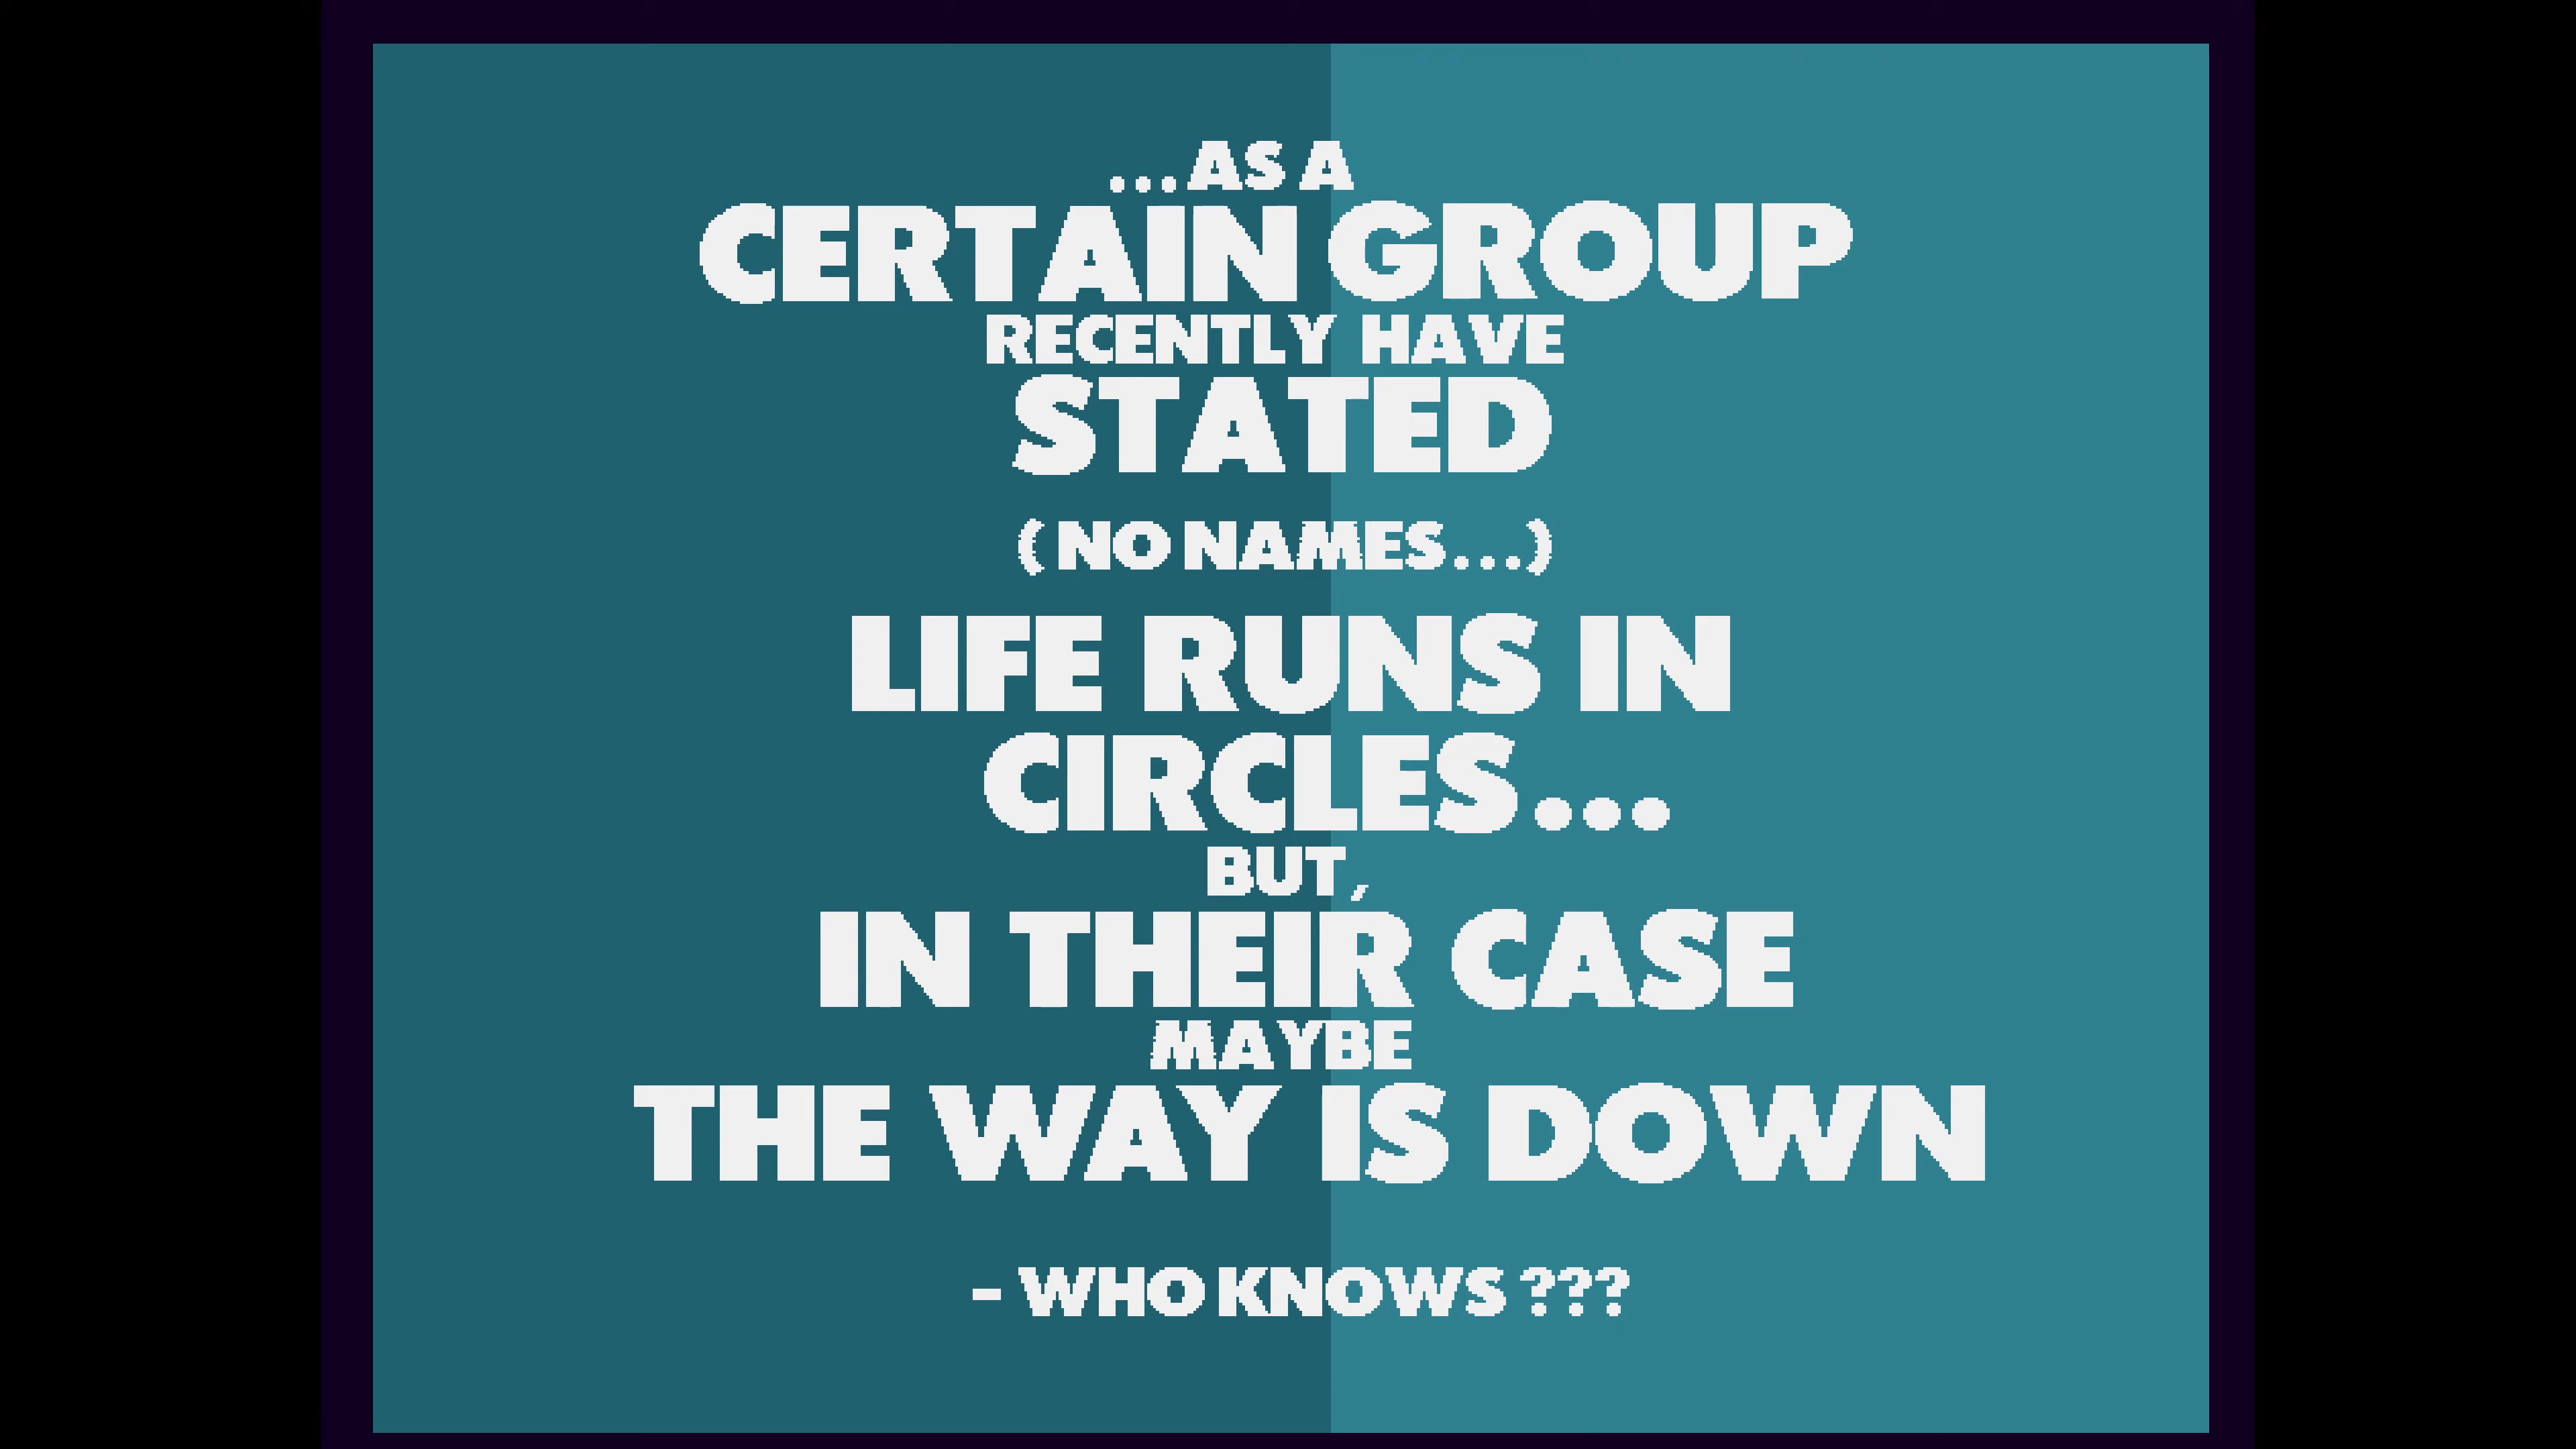 ...AS A
CERTAIN GROUP
RECENTLY HAVE
STATED
(NO NAMES...)
LIFE RUNS IN
CIRCLES...
BUT,
IN THEIR CASE
MAYBE
THE WAY IS DOWN
- WHO KNOWS ???